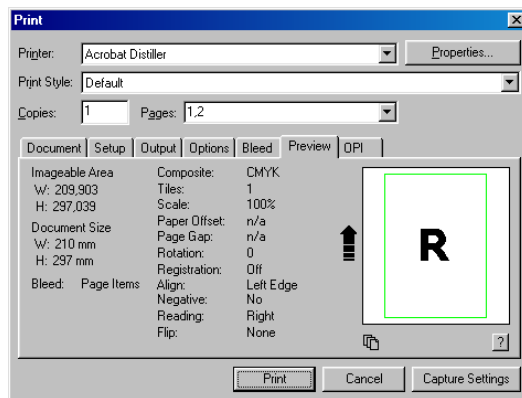 Print
Printer: Acrobat Distiller Properties...
Print Style: Default
Copies: 1 Pages: 1,2
Document Setup Output Options Bleed Preview OPI
Imageable Area
W: 209,903
H: 297,039
Document Size
W: 210 mm
H: 297 mm
Bleed: Page Items
Composite: CMYK
Tiles: 1
Scale: 100%
Paper Offset: n/a
Page Gap: n/a
Rotation: 0
Registration: Off
Align: Left Edge
Negative: No
Reading: Right
Flip: None
R
?
Print Cancel Capture Settings